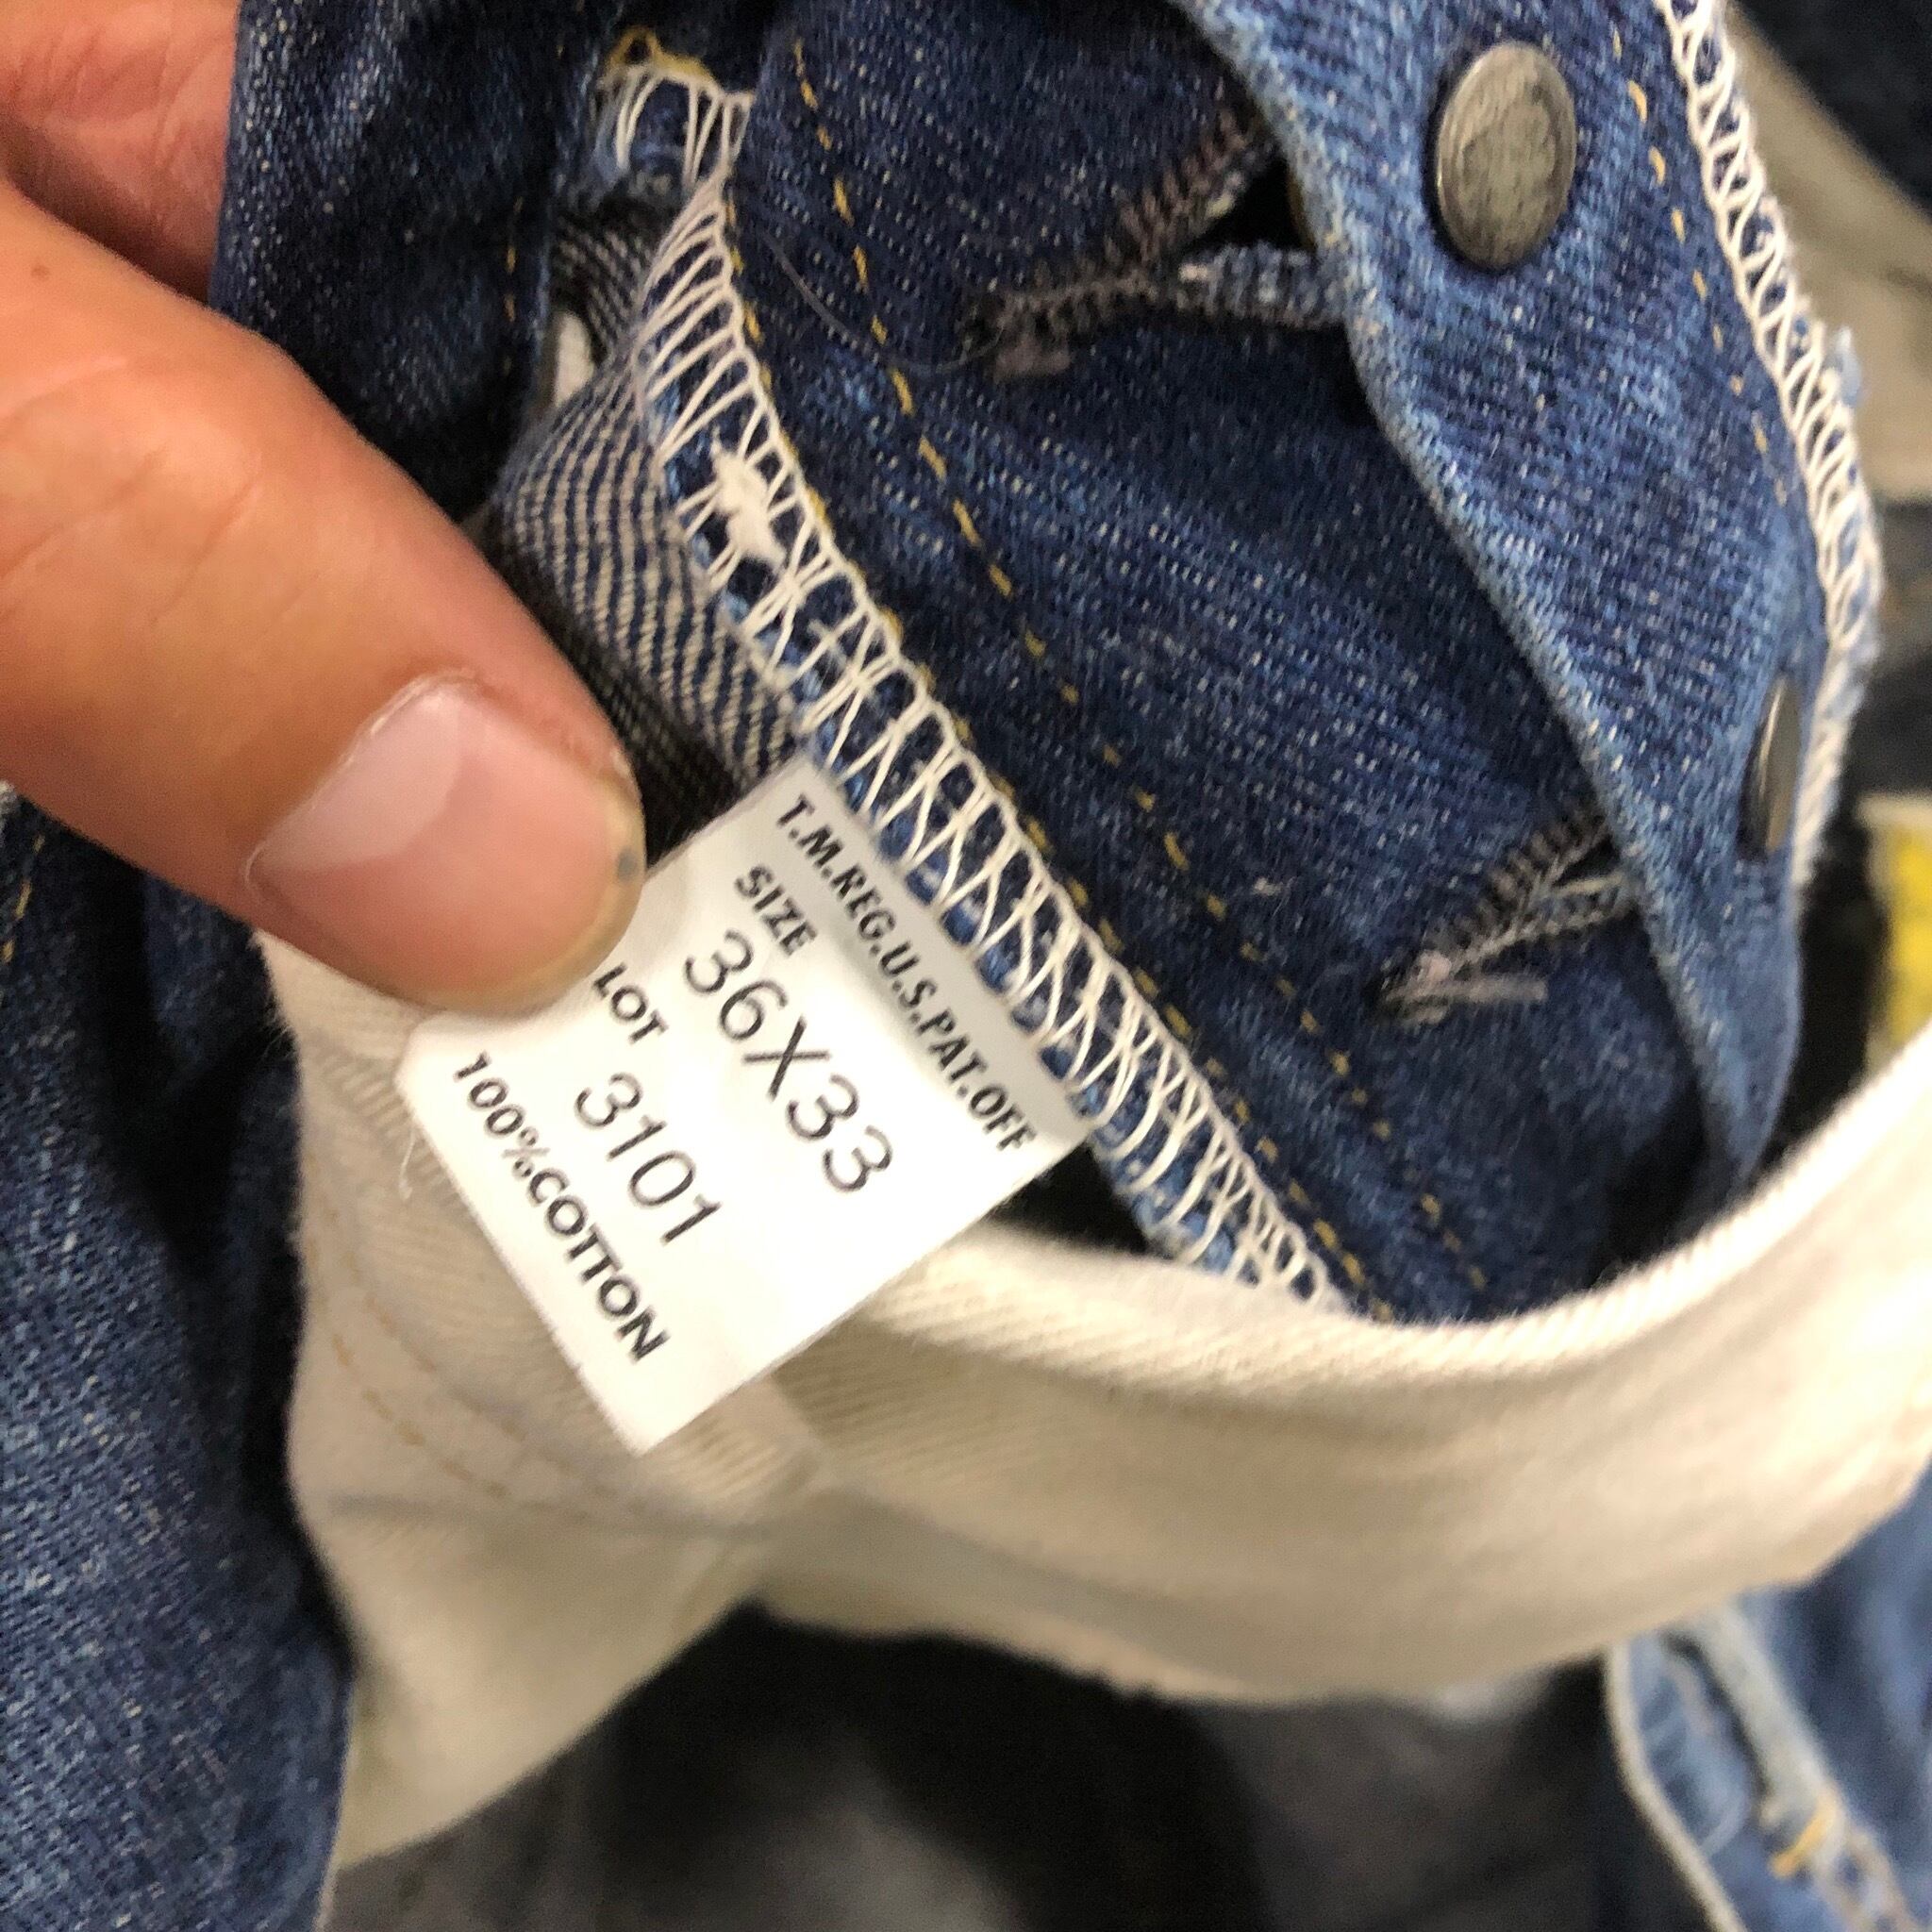 T.M.REG.U.S.PAT.OFF
SIZE
36X33
LOT
3101
100%COTTON